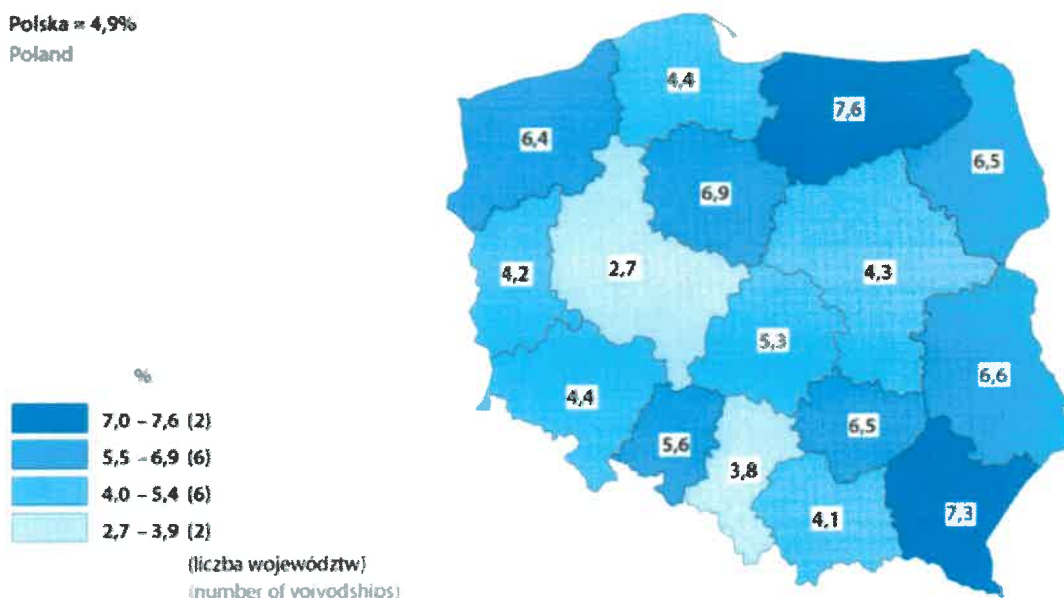 Polska = 4,9%
Poland
4,4
7,6
6,4
6,5
6,9
4,2
2,7
4,3
5,3
6,6
4,4
5,6
6,5
3,8
4,1
7,3
%
7,0 – 7,6 (2)
5,5 – 6,9 (6)
4,0 – 5,4 (6)
2,7 – 3,9 (2)
(liczba województw)
(number of voivodships)